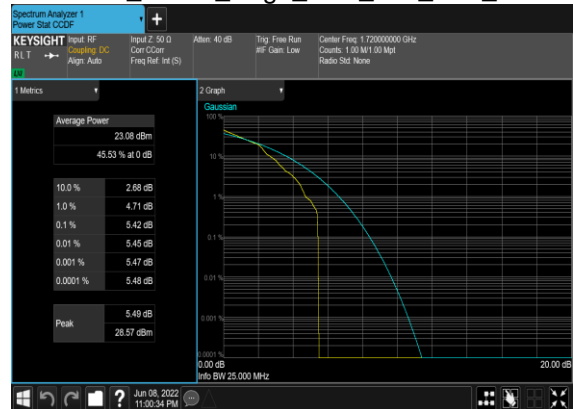 Spectrum Analyzer 1
Power Stat CCDF
KEYSIGHT
RLT
Input: RF
Coupling: DC
Align: Auto
Input Z: 50 Ω
Corr CCorr
Freq Ref: Int (S)
Atten: 40 dB
Trig: Free Run
#IF Gain: Low
Center Freq: 1.720000000 GHz
Counts: 1.00 M/1.00 Mpt
Radio Std: None
1 Metrics
Average Power
23.08 dBm
45.53 % at 0 dB
10.0 % 2.68 dB
1.0 % 4.71 dB
0.1 % 5.42 dB
0.01 % 5.45 dB
0.001 % 5.47 dB
0.0001 % 5.48 dB
Peak
5.49 dB
28.57 dBm
2 Graph
Gaussian
100 %
10 %
1 %
0.1 %
0.01 %
0.001 %
0.0001 %
0.00 dB 20.00 dB
Info BW 25.000 MHz
Jun 08, 2022
11:00:34 PM